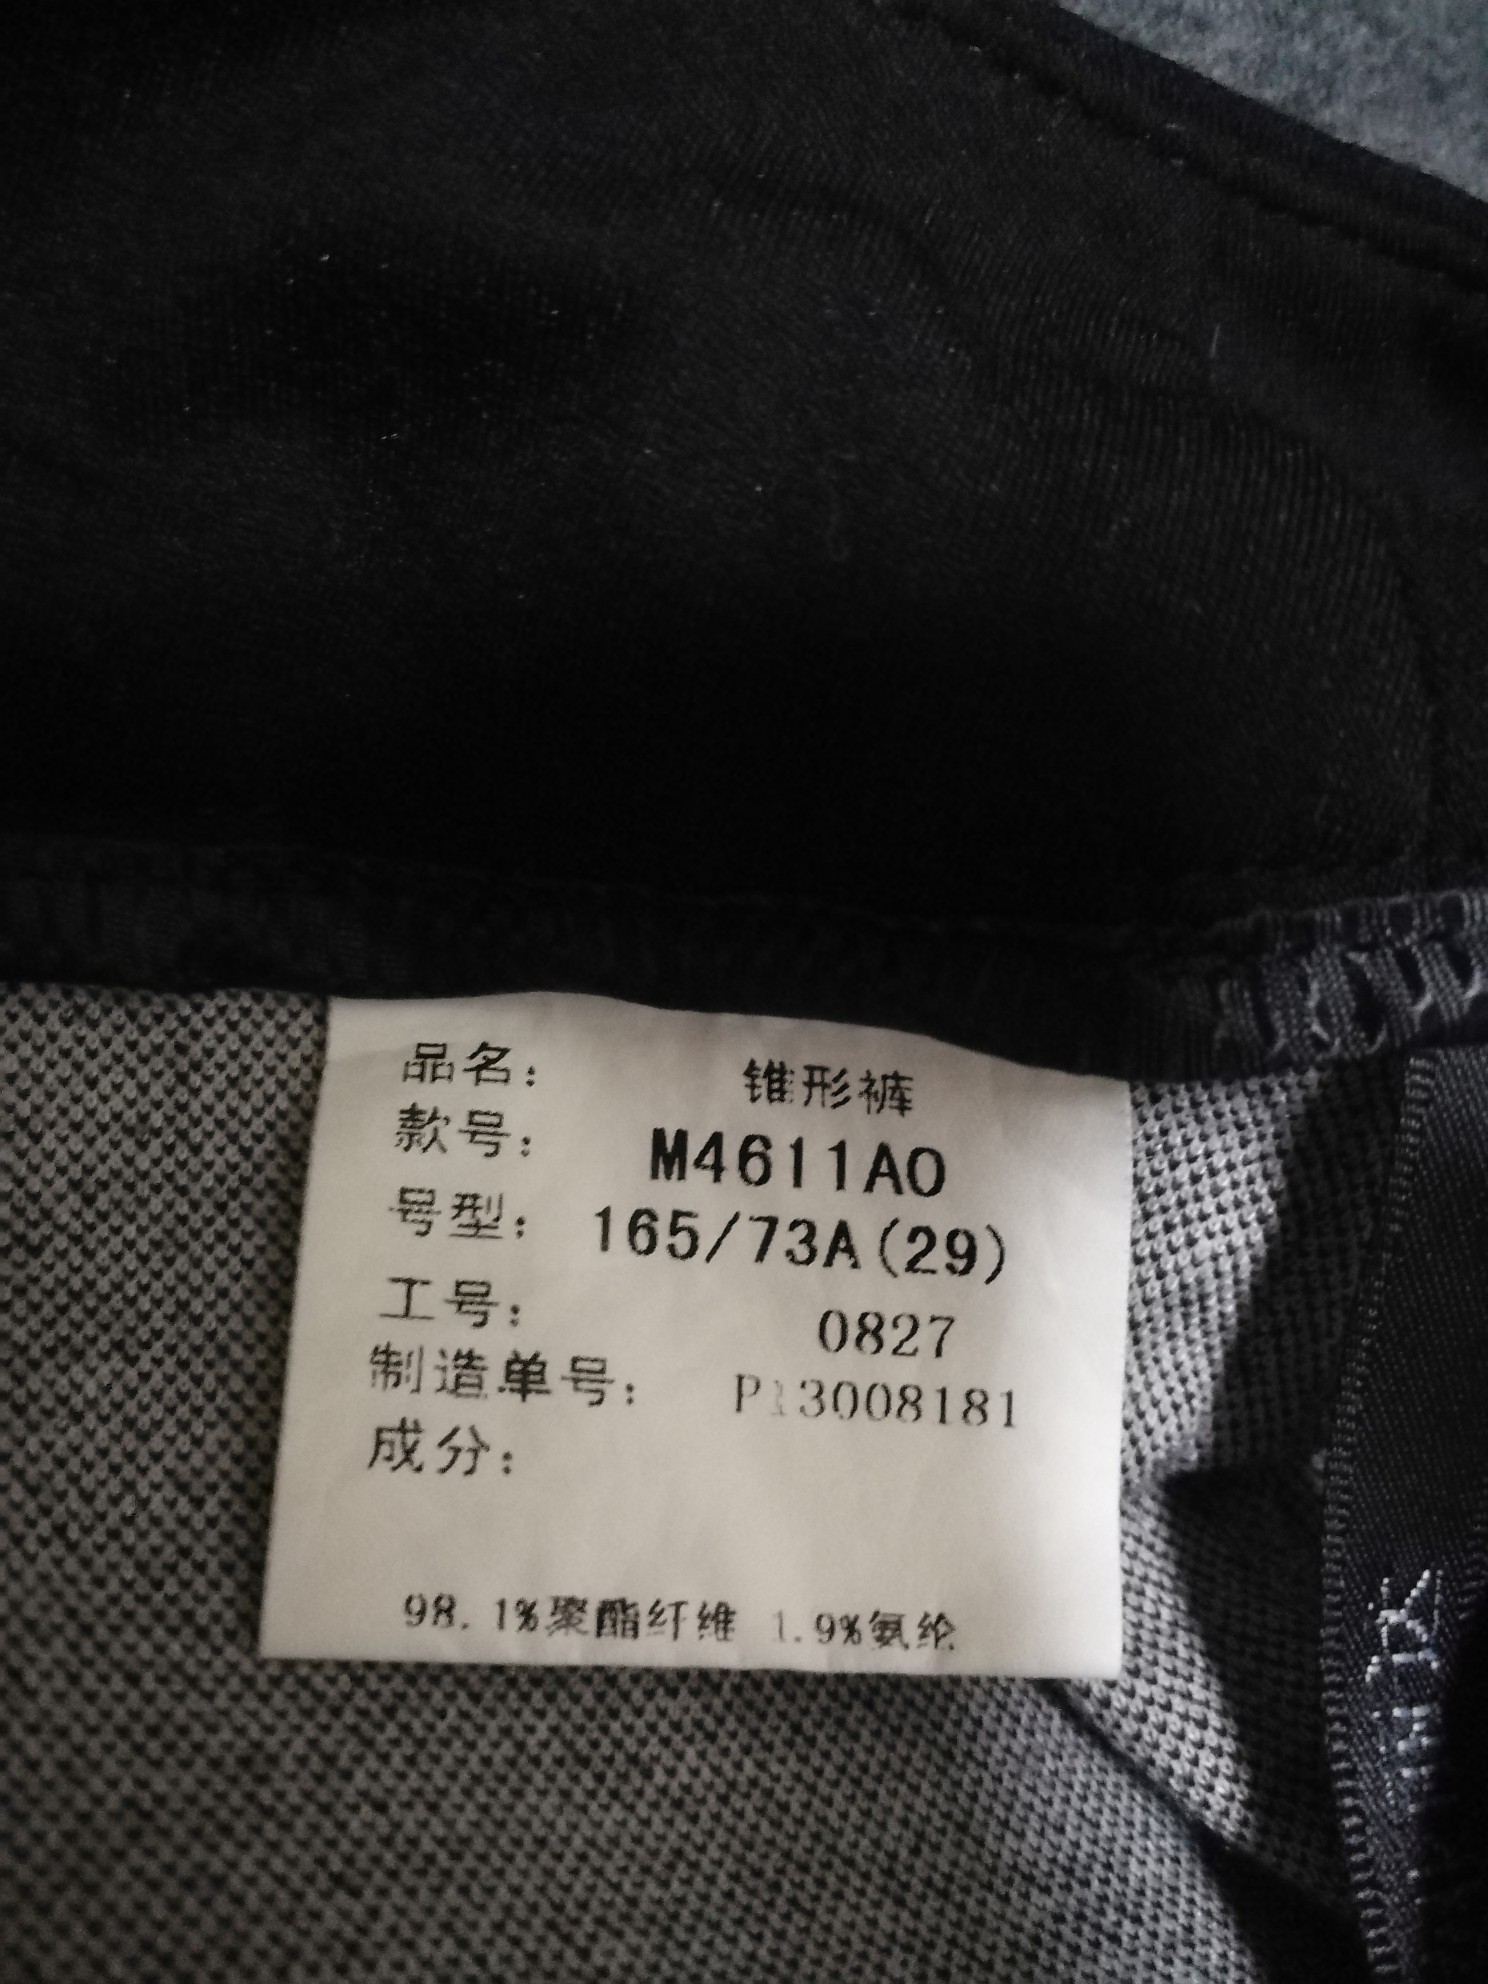 品名： 锥形裤
款号： M4611AO
号型： 165/73A(29)
工号： 0827
制造单号： P13008181
成分：
98.1%聚酯纤维 1.9%氨纶